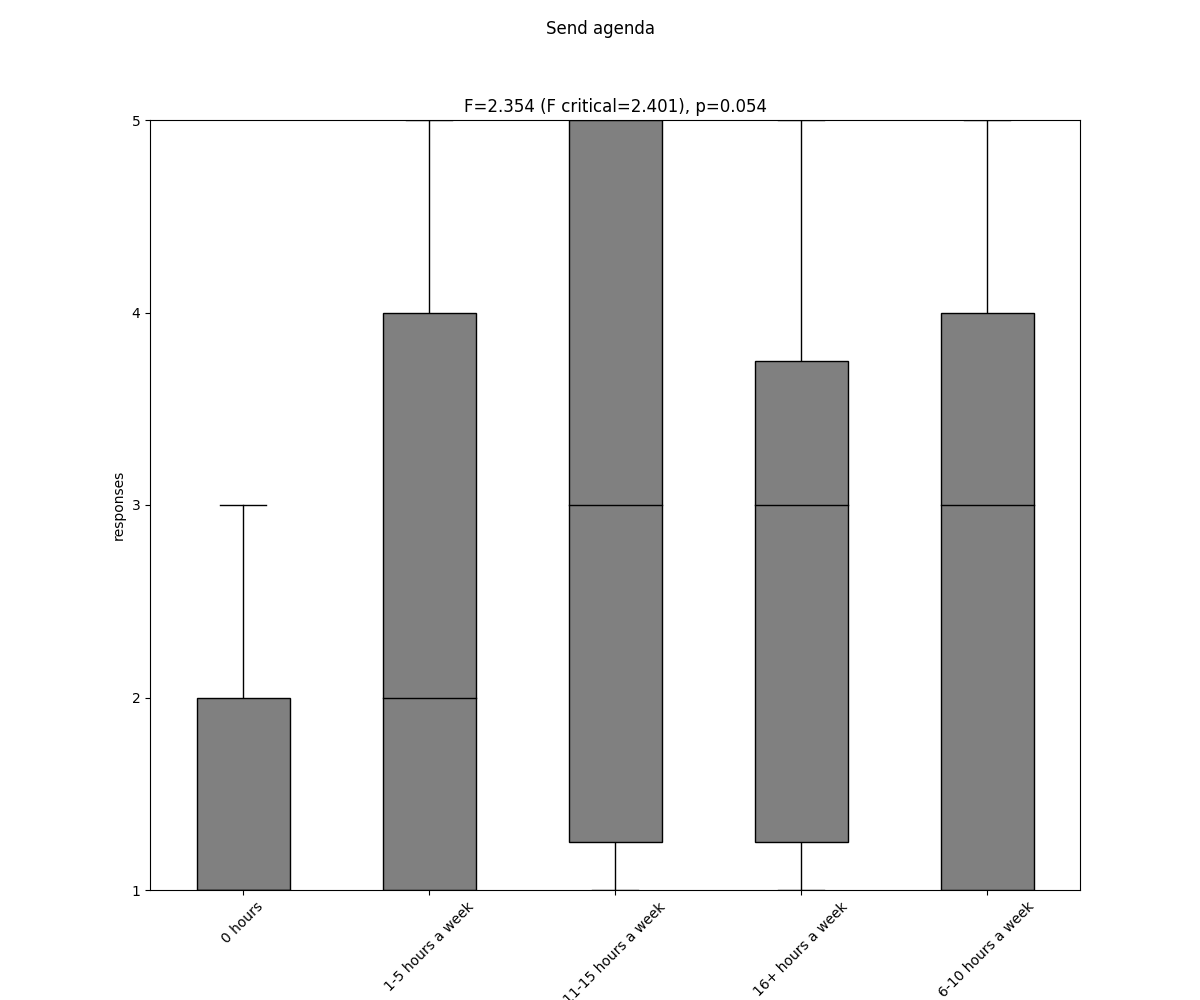 Send agenda
F=2.354 (F critical=2.401), p=0.054
5
4
3
2
1
responses
0 hours
1-5 hours a week
11-15 hours a week
16+ hours a week
6-10 hours a week